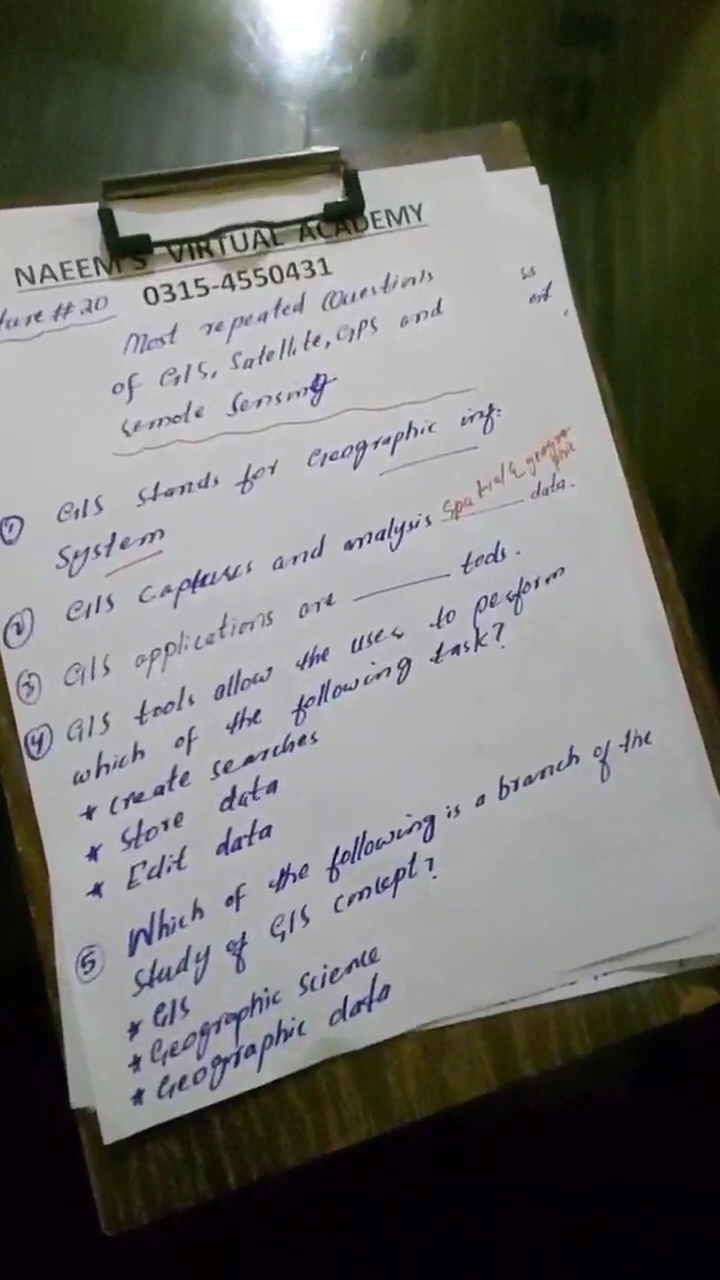 NAEEM'S VIRTUAL ACADEMY
0315-4550431
ture # 20
Most repeated Questions
of GIS, Satellite, GPS and
remote Sensing
① GIS stands for Geographic inf:
System
② GIS captures and analysis Spatial & geographic data.
③ GIS applications are ______ tools.
④ GIS tools allow the user to perform
which of the following task?
* Create searches
* Store data
* Edit data
⑤ Which of the following is a branch of the
study of GIS concept?
* GIS
* Geographic Science
* Geographic data